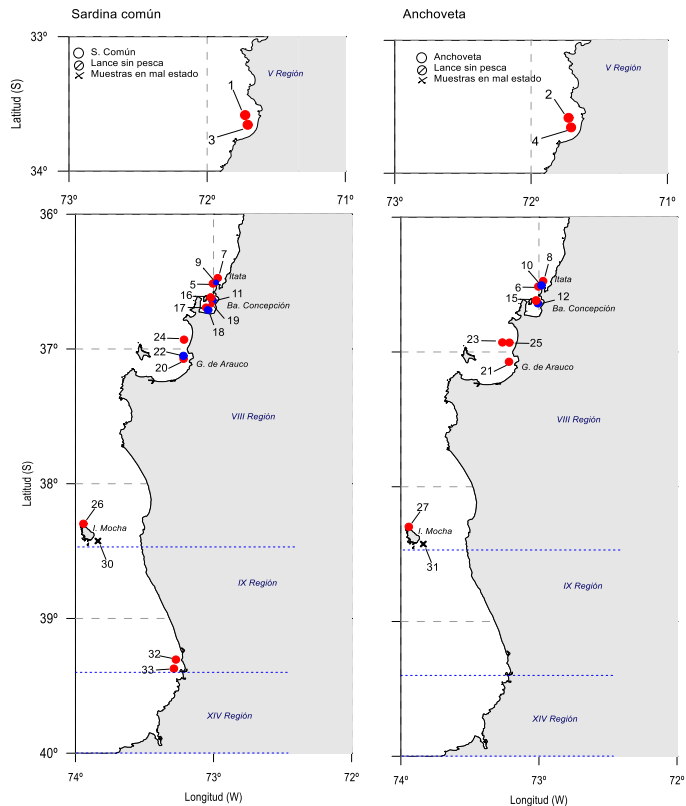 Sardina común
33º
S. Común
Lance sin pesca
Muestras en mal estado
V Región
1
3
Latitud (S)
34º
73º
72º
71º
36º
9
7
5
Itata
16
11
Ba. Concepción
17
19
18
24
22
37º
20
G. de Arauco
VIII Región
Latitud (S)
38º
26
I. Mocha
30
IX Región
39º
32
33
XIV Región
40º
74º
73º
72º
Longitud (W)
Anchoveta
Anchoveta
Lance sin pesca
Muestras en mal estado
V Región
2
4
73º
72º
71º
10
8
Itata
6
15
12
Ba. Concepción
23
25
21
G. de Arauco
VIII Región
27
I. Mocha
31
IX Región
XIV Región
74º
73º
72º
Longitud (W)